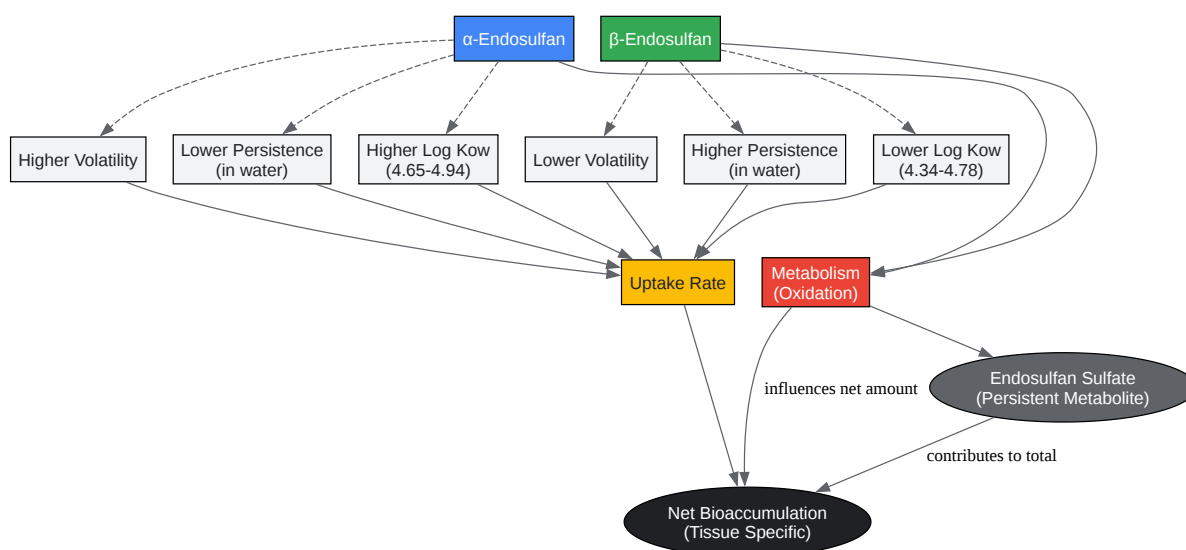 α-Endosulfan
β-Endosulfan
Higher Volatility
Lower Persistence
(in water)
Higher Log Kow
(4.65-4.94)
Lower Volatility
Higher Persistence
(in water)
Lower Log Kow
(4.34-4.78)
Uptake Rate
Metabolism
(Oxidation)
influences net amount
Endosulfan Sulfate
(Persistent Metabolite)
contributes to total
Net Bioaccumulation
(Tissue Specific)